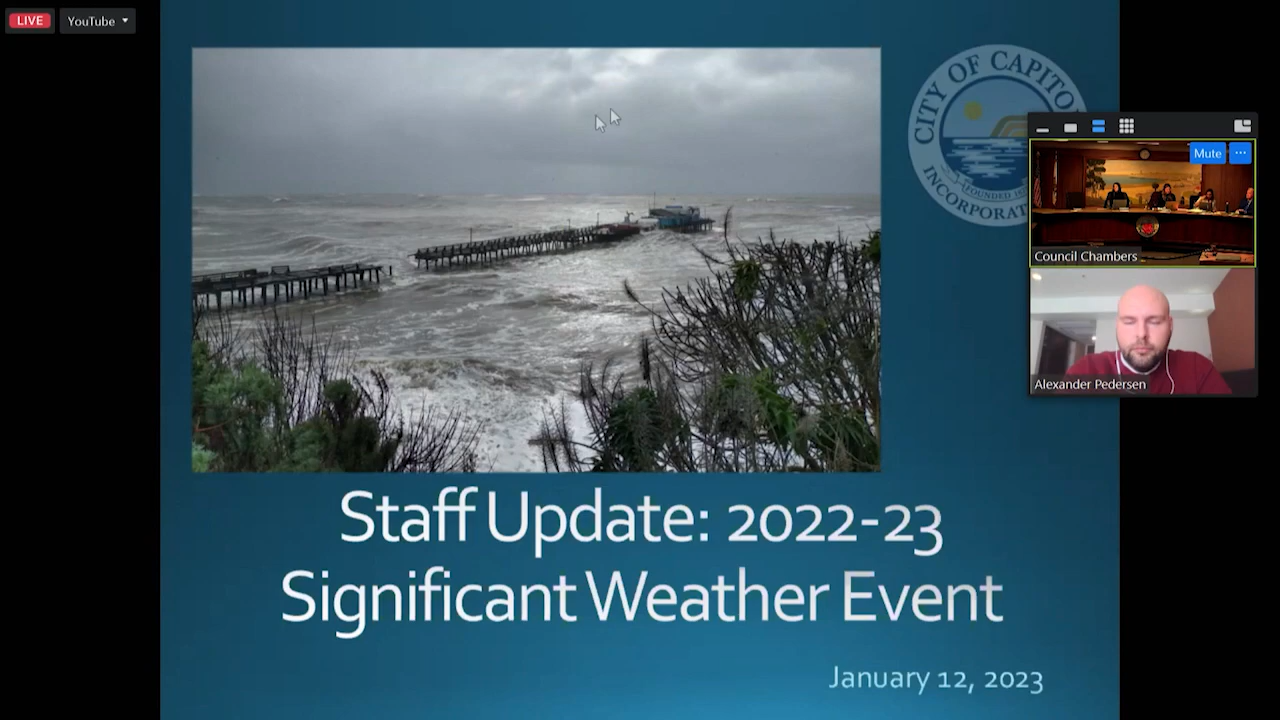 LIVE
YouTube
CITY OF CAPITO
INCORPORAT
FOUNDED
Mute
Council Chambers
Alexander Pedersen
Staff Update: 2022-23
Significant Weather Event
January 12, 2023